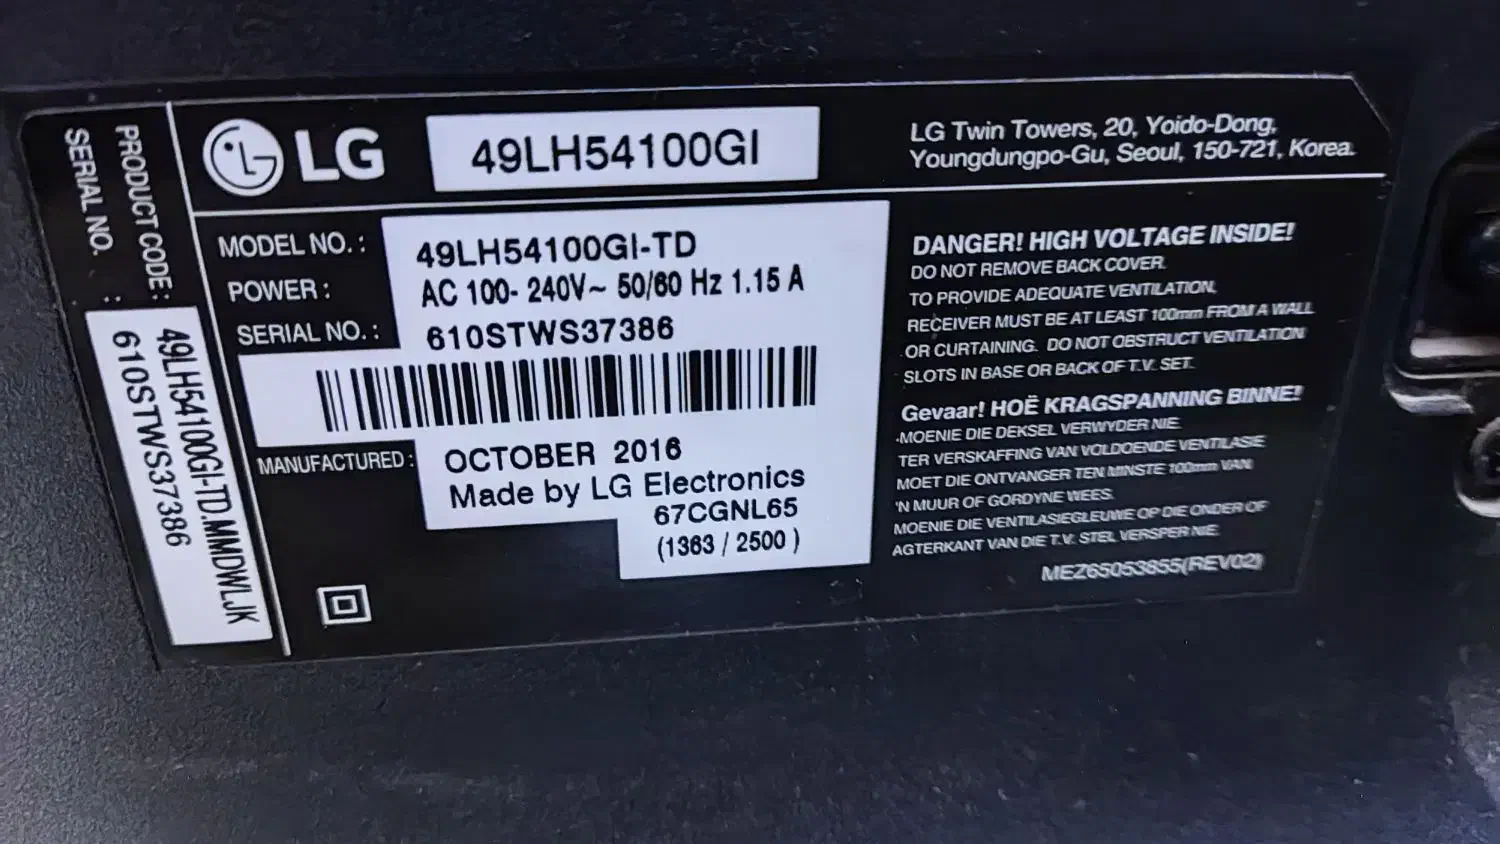 PRODUCT CODE: 49LH54100GI-TD.MMDWLJK
SERIAL NO. : 610STWS37386
LG
49LH54100GI
LG Twin Towers, 20, Yoido-Dong,
Youngdungpo-Gu, Seoul, 150-721, Korea.
MODEL NO. : 49LH54100GI-TD
POWER : AC 100- 240V~ 50/60 Hz 1.15 A
SERIAL NO. : 610STWS37386
MANUFACTURED : OCTOBER 2016
Made by LG Electronics
67CGNL65
(1363 / 2500 )
DANGER! HIGH VOLTAGE INSIDE!
DO NOT REMOVE BACK COVER.
TO PROVIDE ADEQUATE VENTILATION,
RECEIVER MUST BE AT LEAST 100mm FROM A WALL
OR CURTAINING. DO NOT OBSTRUCT VENTILATION
SLOTS IN BASE OR BACK OF T.V. SET.
Gevaar! HOË KRAGSPANNING BINNE!
MOENIE DIE DEKSEL VERWYDER NIE.
TER VERSKAFFING VAN VOLDOENDE VENTILASIE
MOET DIE ONTVANGER TEN MINSTE 100mm VAN
'N MUUR OF GORDYNE WEES.
MOENIE DIE VENTILASIEGLEUWE OP DIE ONDER OF
AGTERKANT VAN DIE T.V. STEL VERSPER NIE.
MEZ65053855(REV02)